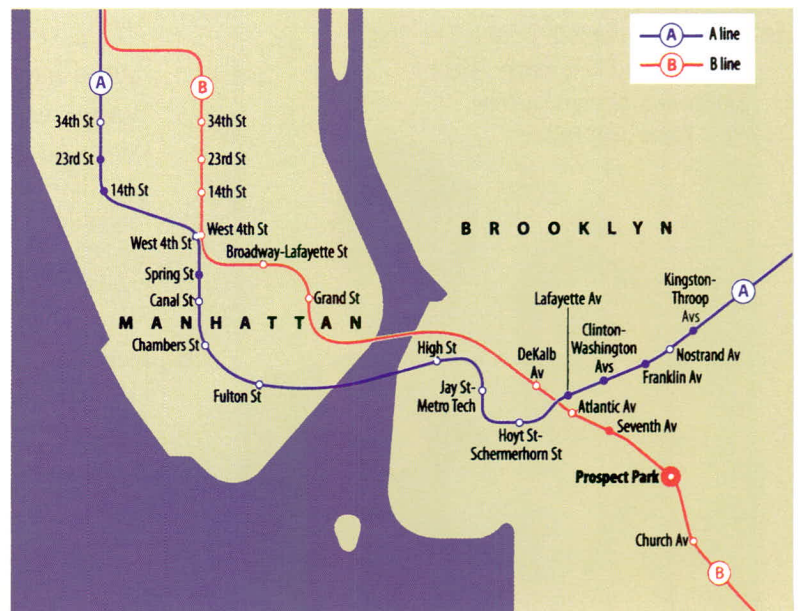 A A line
B B line
A
B
34th St
34th St
23rd St
23rd St
14th St
14th St
West 4th St
West 4th St
BROOKLYN
Broadway-Lafayette St
Spring St
Kingston-
Throop
Avs
A
Canal St
Grand St
Lafayette Av
MANHATTAN
Clinton-
Washington
Avs
Chambers St
High St
DeKalb
Av
Nostrand Av
Franklin Av
Fulton St
Jay St-
Metro Tech
Atlantic Av
Seventh Av
Hoyt St-
Schermerhorn St
Prospect Park
Church Av
B